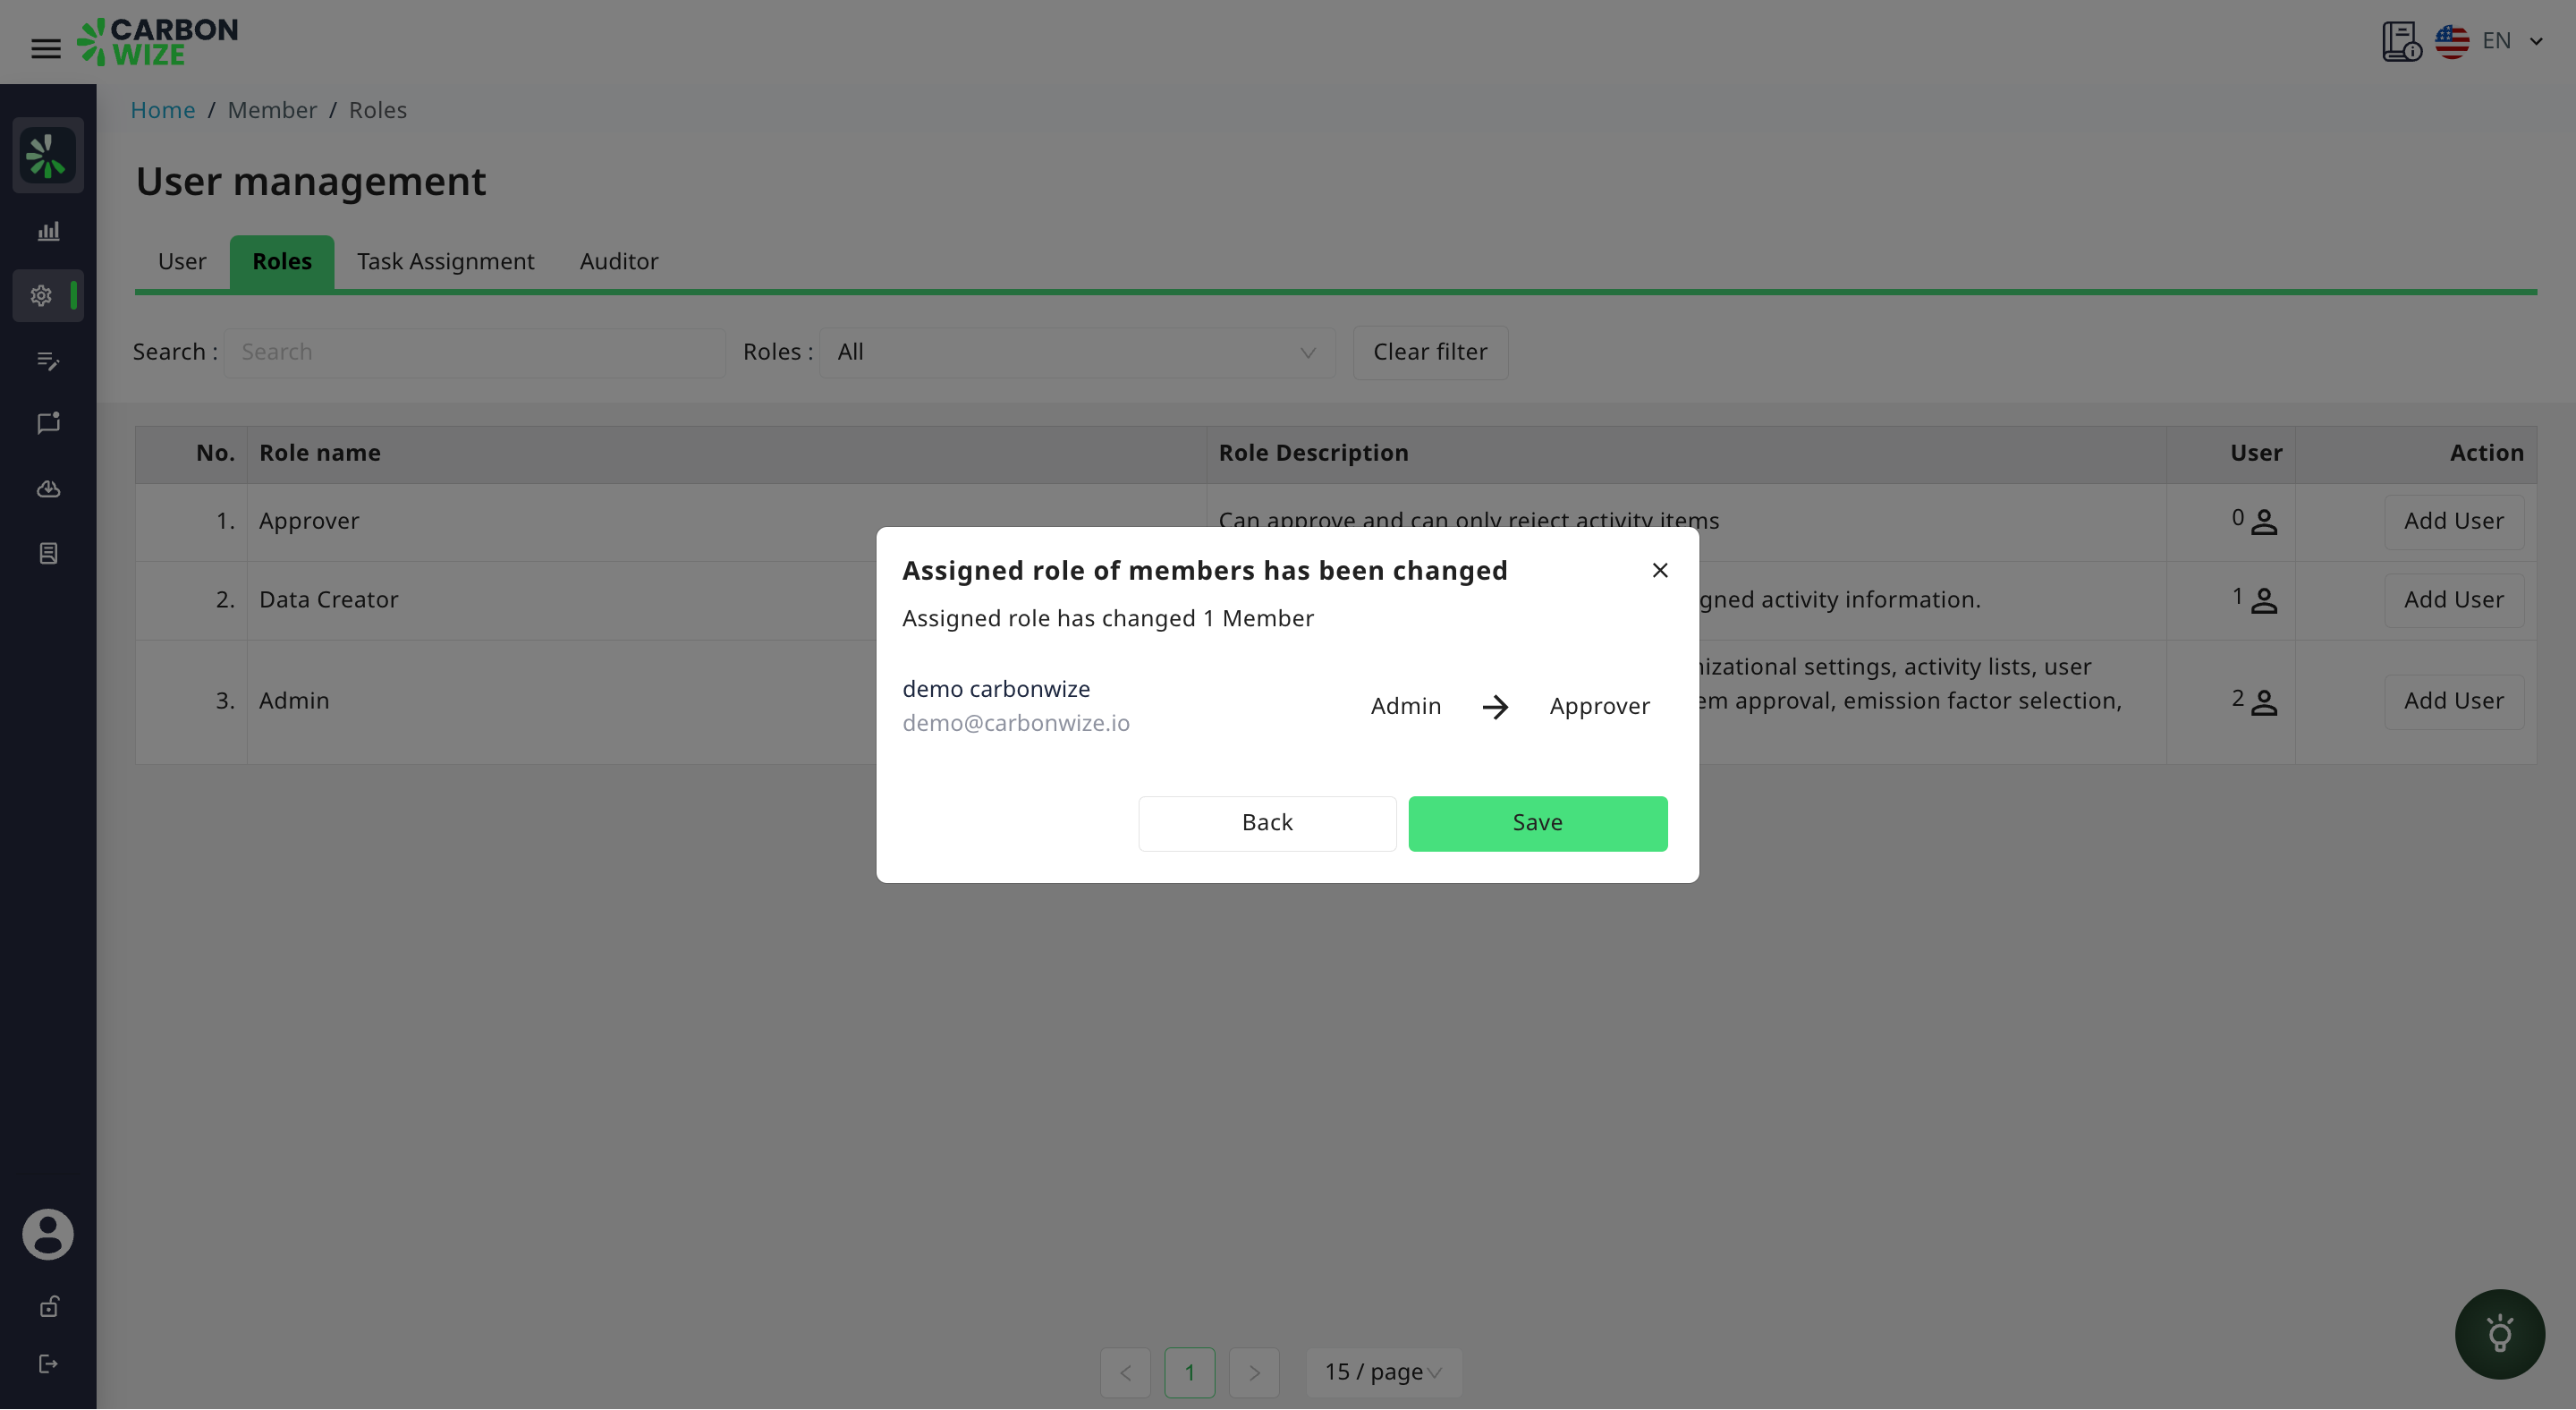 CARBON
WIZE
EN
Home / Member / Roles
User management
User
Roles
Task Assignment
Auditor
Search :
Search
Roles :
All
Clear filter
No.
Role name
Role Description
User
Action
1.
Approver
Can approve and can only reject activity items
0
Add User
2.
Data Creator
activity information.
1
Add User
3.
Admin
settings, activity lists, user
approval, emission factor selection,
2
Add User
Assigned role of members has been changed
Assigned role has changed 1 Member
demo carbonwize
demo@carbonwize.io
Admin
Approver
Back
Save
1
15 / page